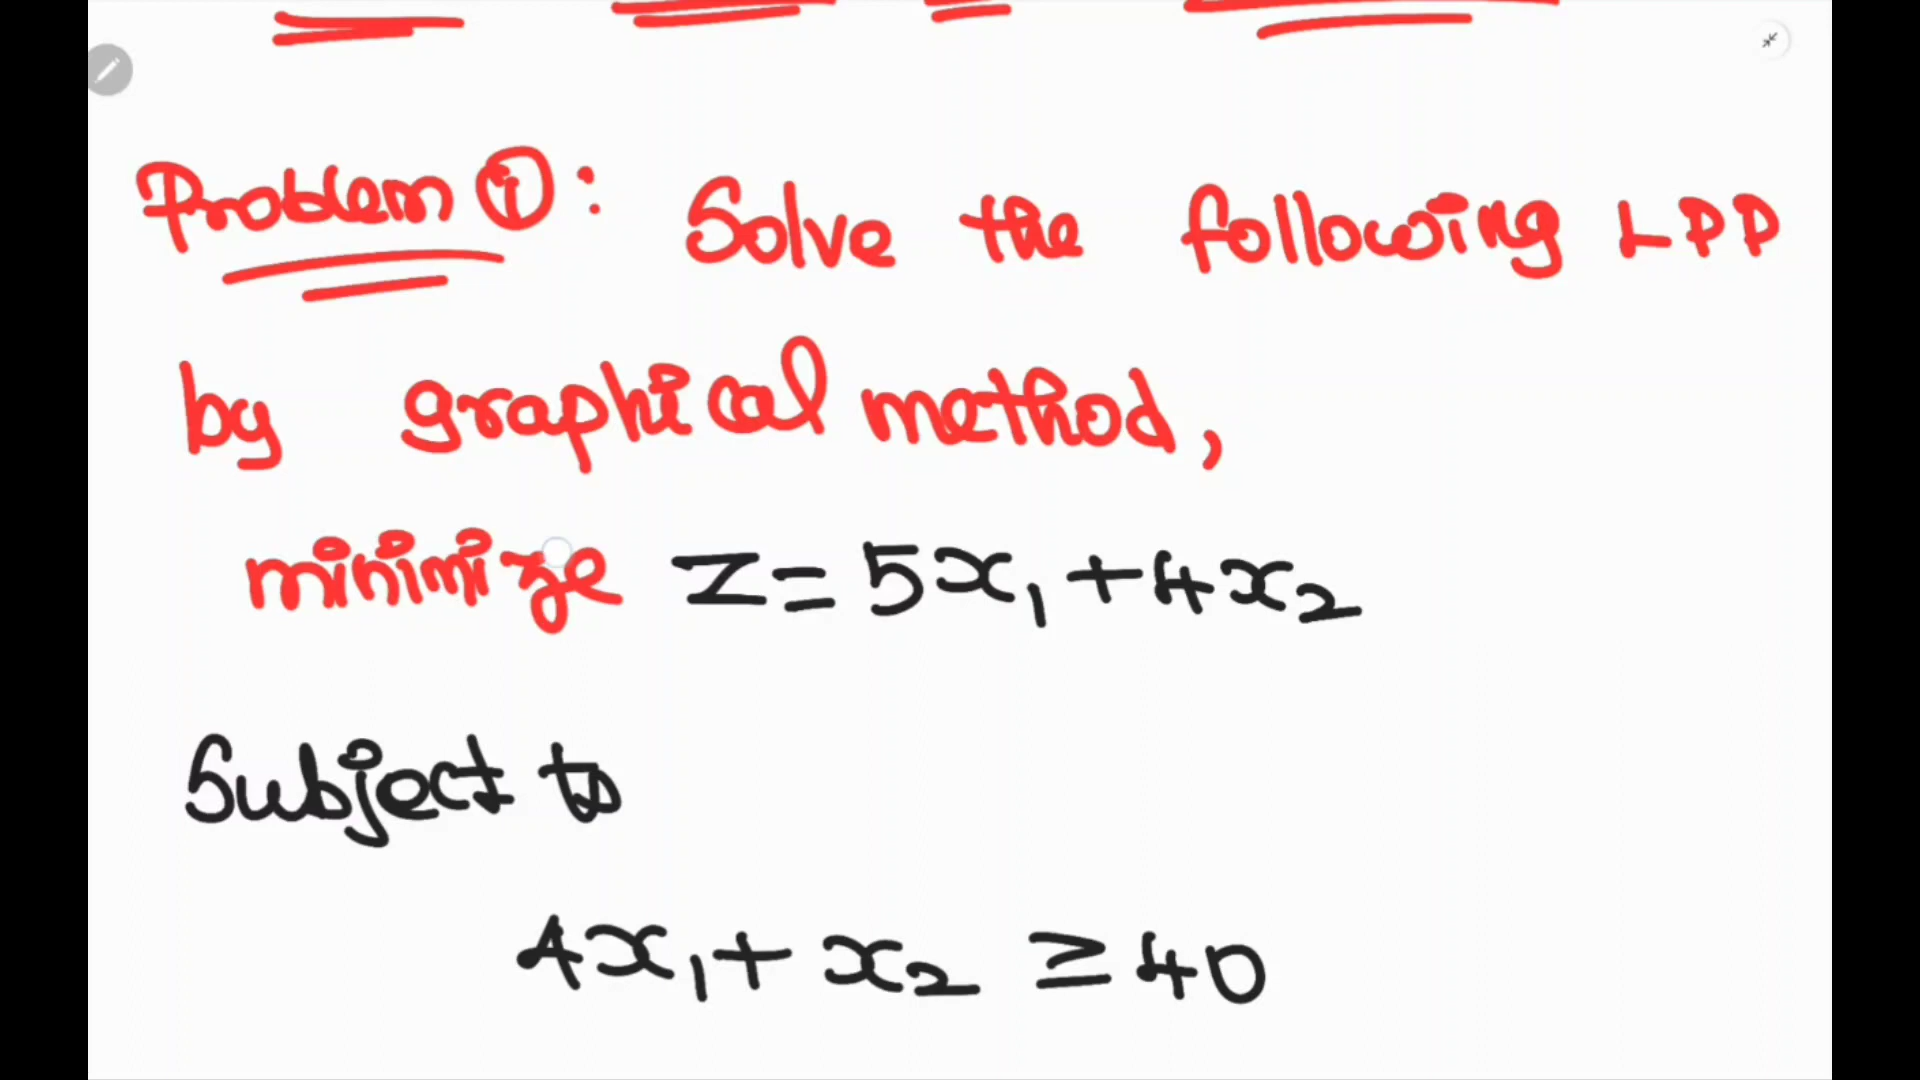 Problem ①: Solve the following LPP
by graphical method,
minimize Z = 5x₁ + 4x₂
Subject to
4x₁ + x₂ ≥ 40